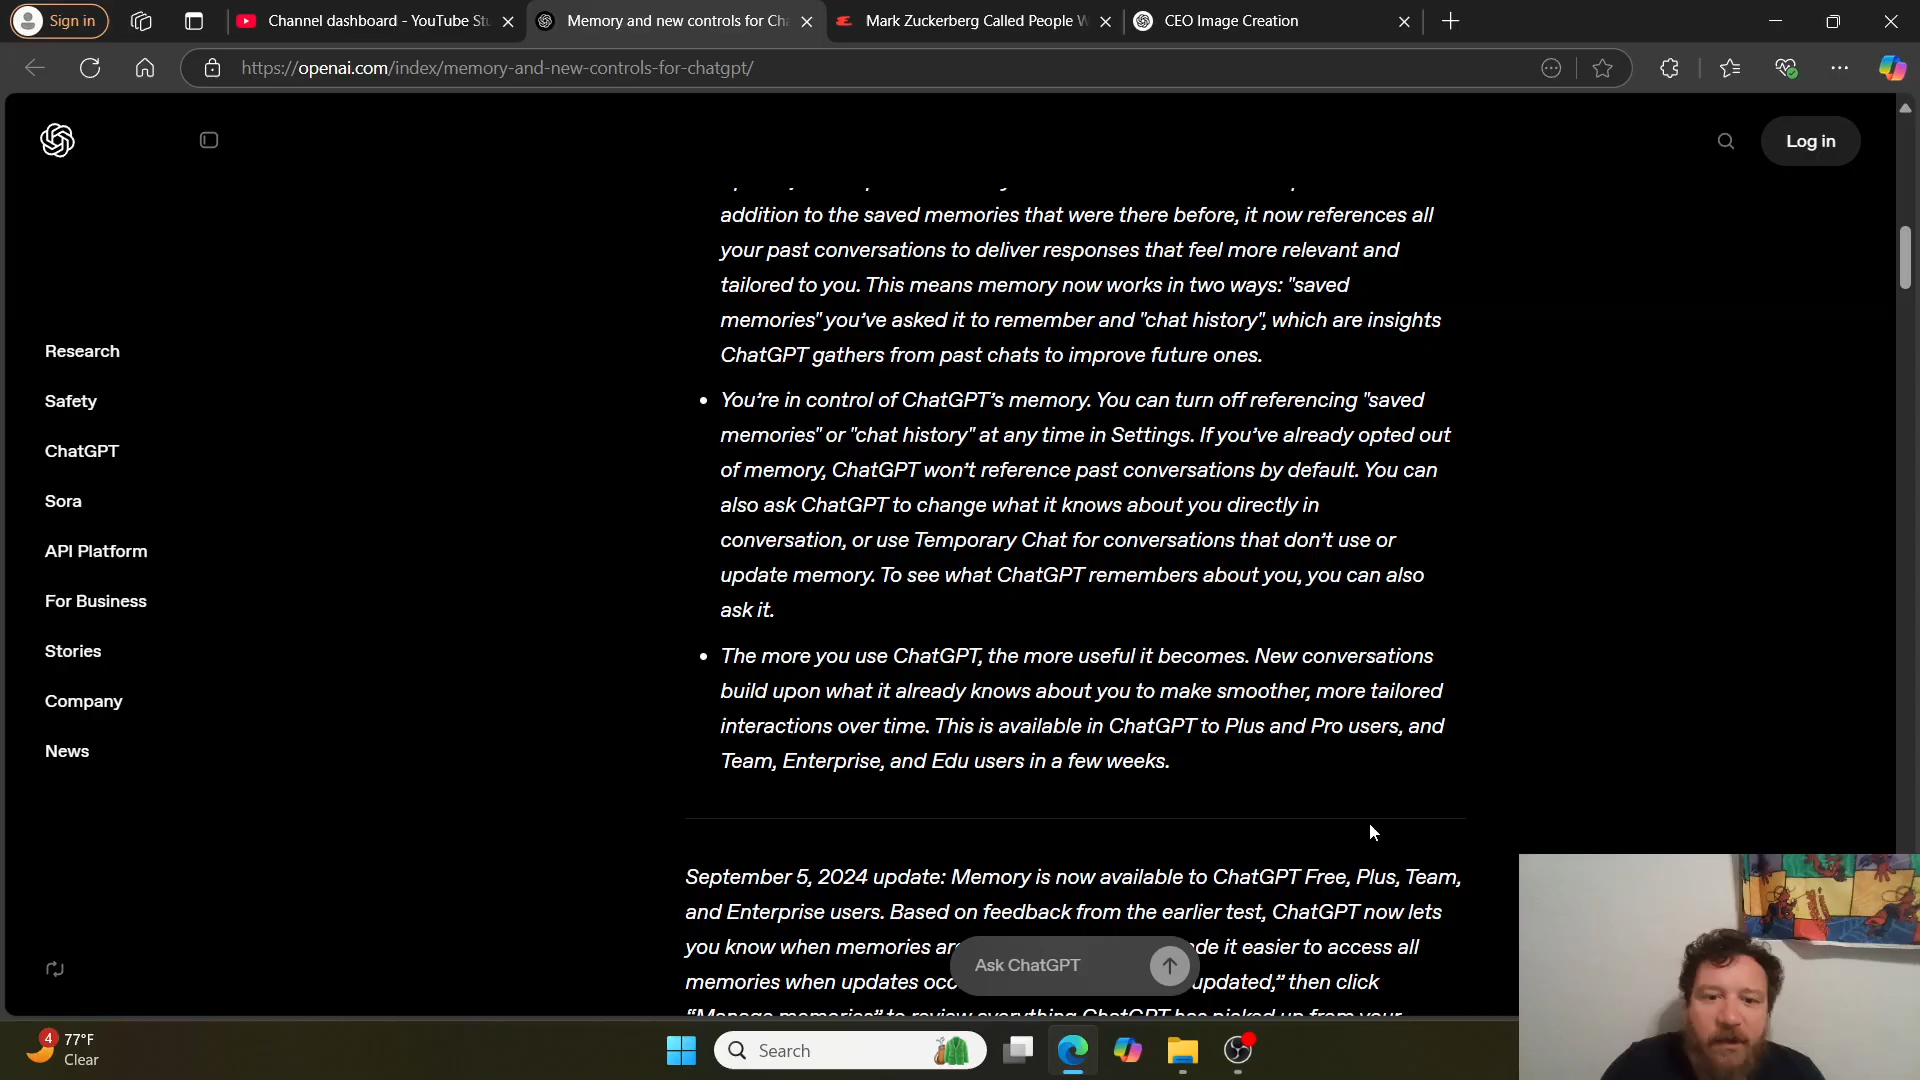 Sign in
Channel dashboard - YouTube St
Memory and new controls for Ch
Mark Zuckerberg Called People W
CEO Image Creation
https://openai.com/index/memory-and-new-controls-for-chatgpt/
Log in
addition to the saved memories that were there before, it now references all
your past conversations to deliver responses that feel more relevant and
tailored to you. This means memory now works in two ways: "saved
memories" you've asked it to remember and "chat history", which are insights
ChatGPT gathers from past chats to improve future ones.
• You're in control of ChatGPT's memory. You can turn off referencing "saved
memories" or "chat history" at any time in Settings. If you've already opted out
of memory, ChatGPT won't reference past conversations by default. You can
also ask ChatGPT to change what it knows about you directly in
conversation, or use Temporary Chat for conversations that don't use or
update memory. To see what ChatGPT remembers about you, you can also
ask it.
• The more you use ChatGPT, the more useful it becomes. New conversations
build upon what it already knows about you to make smoother, more tailored
interactions over time. This is available in ChatGPT to Plus and Pro users, and
Team, Enterprise, and Edu users in a few weeks.
September 5, 2024 update: Memory is now available to ChatGPT Free, Plus, Team,
and Enterprise users. Based on feedback from the earlier test, ChatGPT now lets
you know when memories ar de it easier to access all
memories when updates occ updated," then click
"Manage memories" to review everything ChatGPT has picked up from your
Research
Safety
ChatGPT
Sora
API Platform
For Business
Stories
Company
News
Ask ChatGPT
4
77°F
Clear
Search